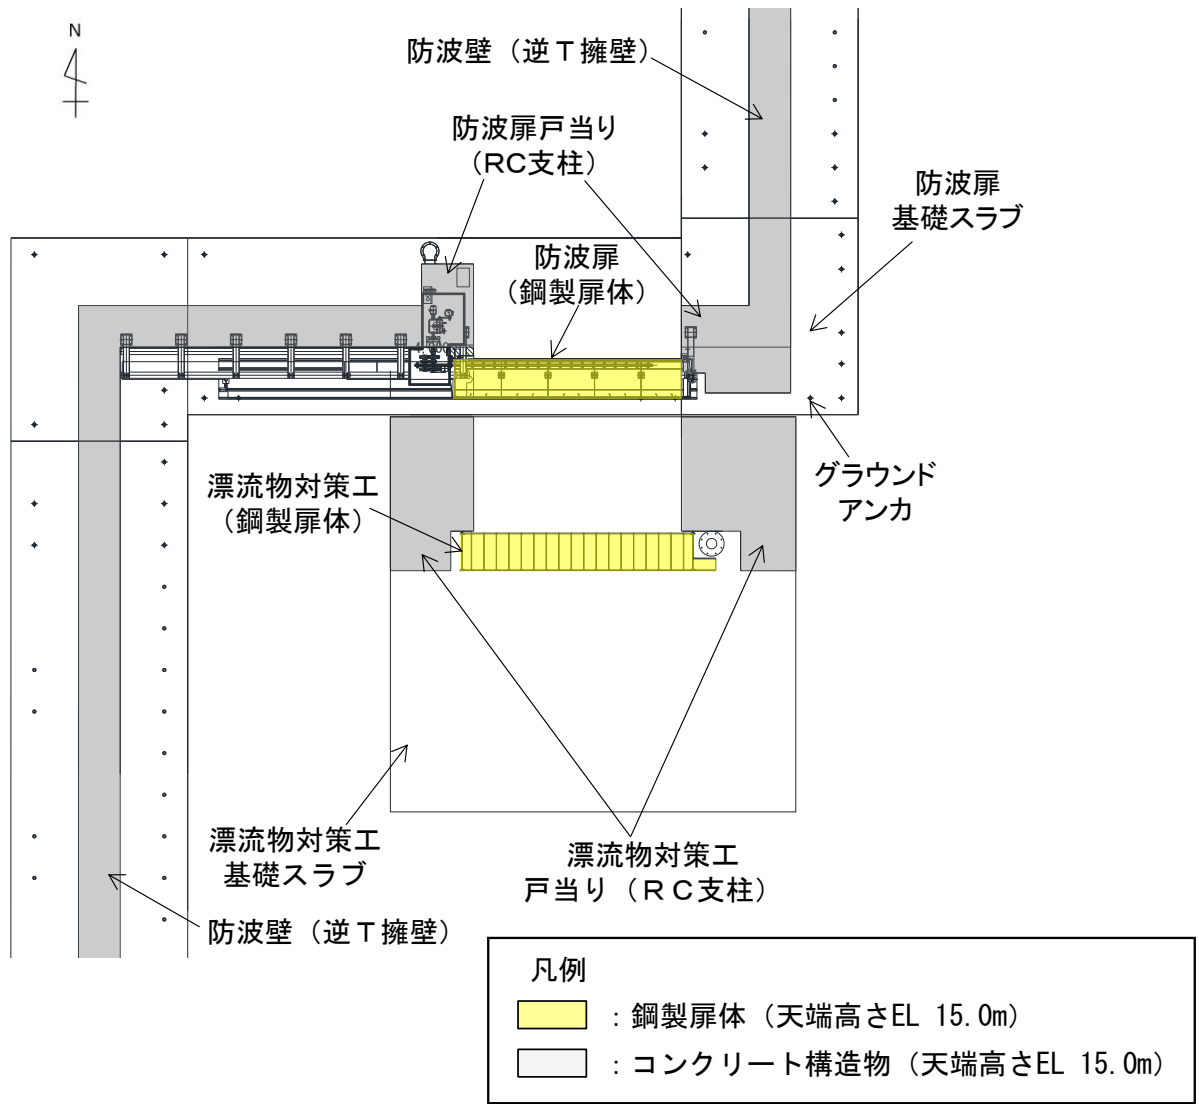 N
防波壁（逆Ｔ擁壁）
防波扉戸当り
（RC支柱）
防波扉
基礎スラブ
防波扉
（鋼製扉体）
漂流物対策工
（鋼製扉体）
グラウンド
アンカ
漂流物対策工
基礎スラブ
漂流物対策工
戸当り（ＲＣ支柱）
防波壁（逆Ｔ擁壁）
凡例
：鋼製扉体（天端高さEL 15.0m）
：コンクリート構造物（天端高さEL 15.0m）